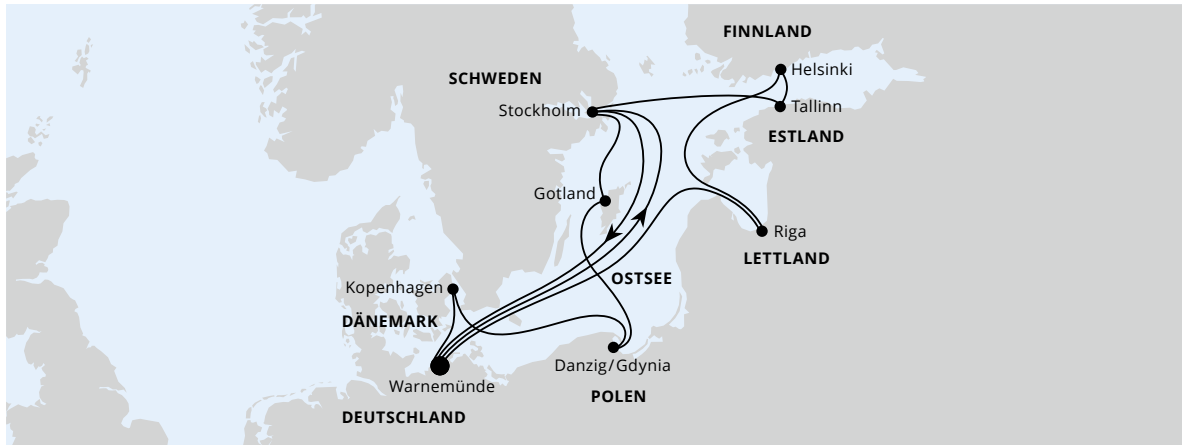 FINNLAND
Helsinki
SCHWEDEN
Stockholm
Tallinn
ESTLAND
Gotland
Riga
LETTLAND
OSTSEE
Kopenhagen
DÄNEMARK
Danzig/Gdynia
Warnemünde
POLEN
DEUTSCHLAND